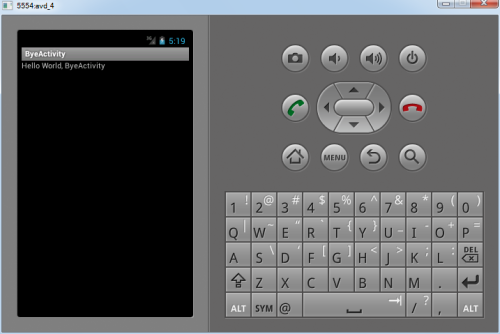 5554:avd_4
5:19
ByeActivity
Hello World, ByeActivity
MENU
1 ! 2 @ 3 # 4 $ 5 % 6 ^ 7 & 8 * 9 ( 0 )
Q | W ~ E " R ` T { Y } U _ I - O + P =
A S \ D ' F [ G ] H < J > K ; L : DEL
Z X C V B N M .
ALT SYM @ / ? , ALT